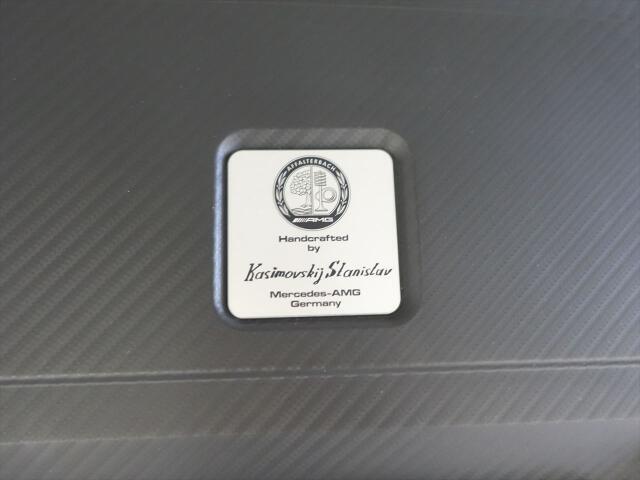 AFFALTERBACH
AMG
Handcrafted
by
Kasimovskij Stanislav
Mercedes-AMG
Germany